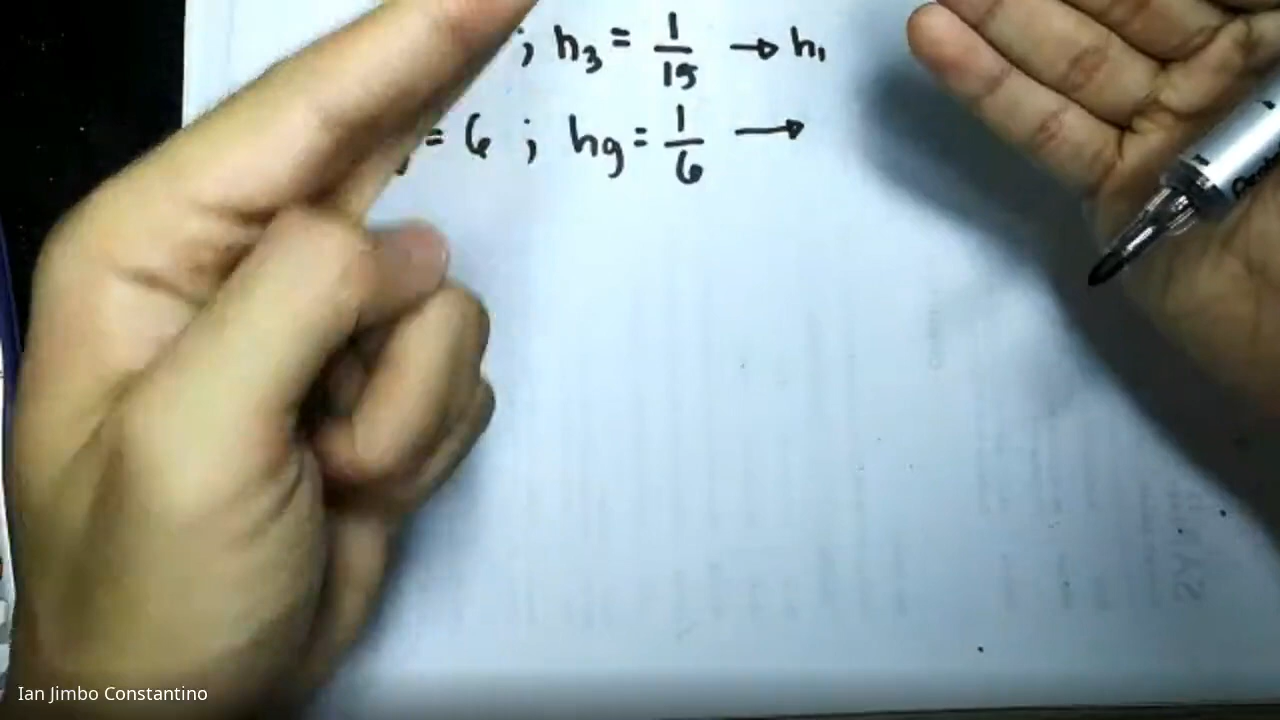 ; h₃ = 1/15 → h₁
= 6 ; h₉ = 1/6 →
Ian Jimbo Constantino